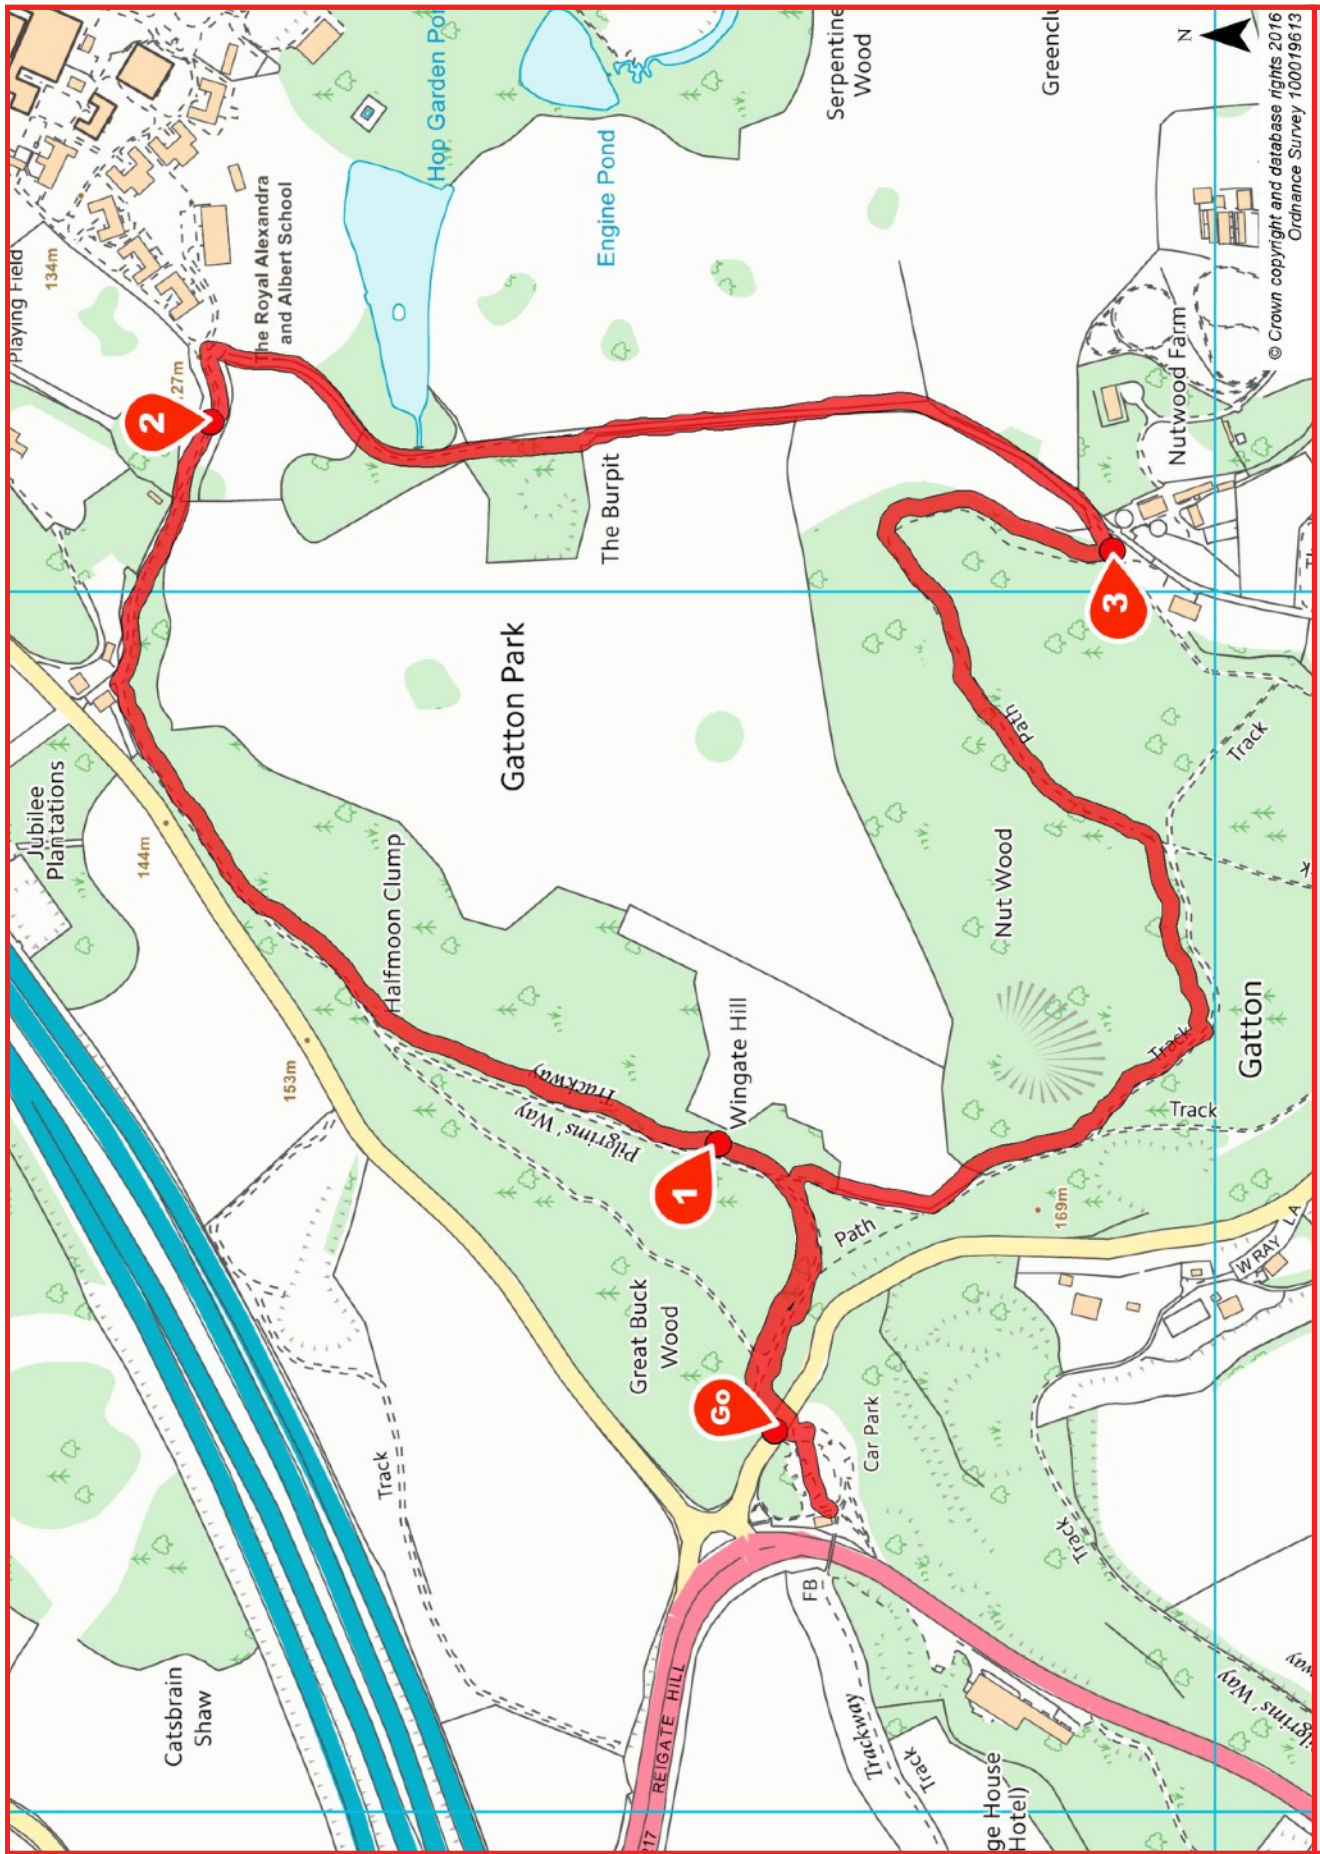 Playing Field
134m
127m
2
The Royal Alexandra
and Albert School
Hop Garden Pon
Engine Pond
Serpentine
Wood
Greenclu
N
© Crown copyright and database rights 2016
Ordnance Survey 100019613
Jubilee
Plantations
144m
153m
Halfmoon Clump
Gatton Park
The Burpit
Nutwood Farm
3
Path
Track
Nut Wood
Wingate Hill
Trackway
Pilgrims' Way
1
Track
Track
Gatton
Path
169m
Great Buck
Wood
Go
Car Park
WRAY LA
Track
Catsbrain
Shaw
FB
REIGATE HILL
217
Trackway
Track
Track
ge House
Hotel)
Pilgrims' Way
way